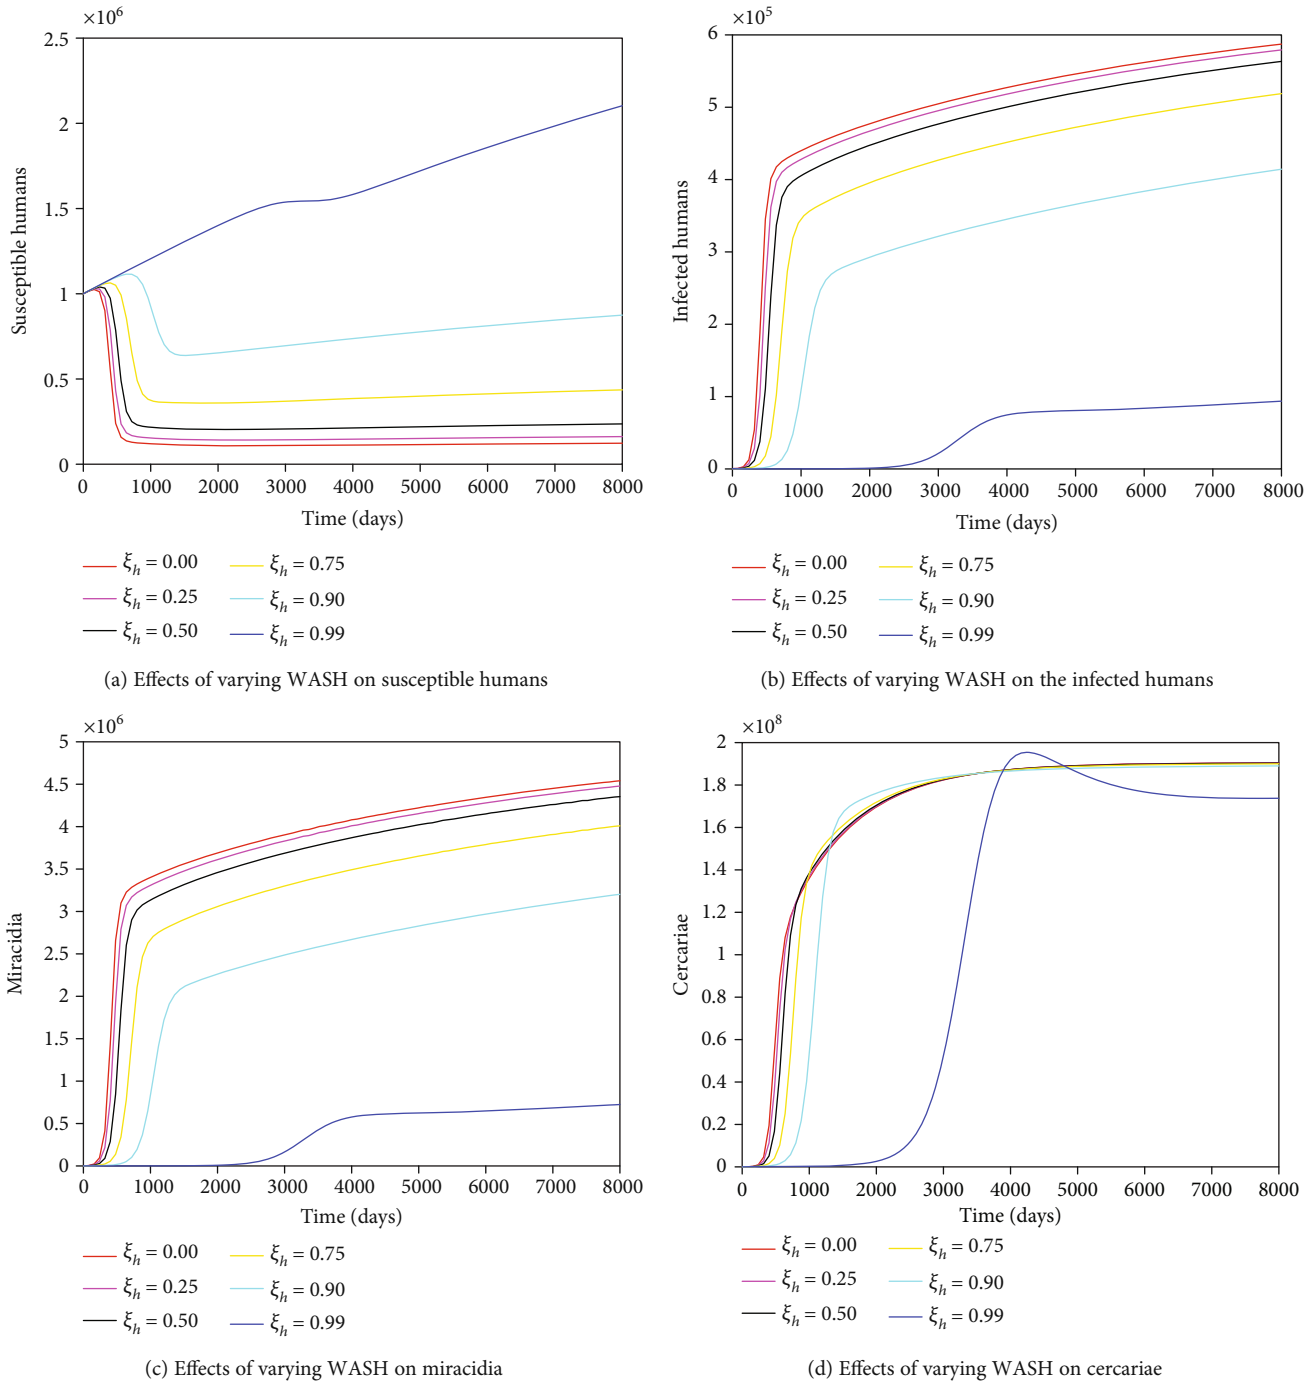 ×10⁶
2.5
2
1.5
1
0.5
0
Susceptible humans
0 1000 2000 3000 4000 5000 6000 7000 8000
Time (days)
ξₕ = 0.00 ξₕ = 0.75
ξₕ = 0.25 ξₕ = 0.90
ξₕ = 0.50 ξₕ = 0.99
(a) Effects of varying WASH on susceptible humans
×10⁵
6
5
4
3
2
1
0
Infected humans
0 1000 2000 3000 4000 5000 6000 7000 8000
Time (days)
ξₕ = 0.00 ξₕ = 0.75
ξₕ = 0.25 ξₕ = 0.90
ξₕ = 0.50 ξₕ = 0.99
(b) Effects of varying WASH on the infected humans
×10⁶
5
4.5
4
3.5
3
2.5
2
1.5
1
0.5
0
Miracidia
0 1000 2000 3000 4000 5000 6000 7000 8000
Time (days)
ξₕ = 0.00 ξₕ = 0.75
ξₕ = 0.25 ξₕ = 0.90
ξₕ = 0.50 ξₕ = 0.99
(c) Effects of varying WASH on miracidia
×10⁸
2
1.8
1.6
1.4
1.2
1
0.8
0.6
0.4
0.2
0
Cercariae
0 1000 2000 3000 4000 5000 6000 7000 8000
Time (days)
ξₕ = 0.00 ξₕ = 0.75
ξₕ = 0.25 ξₕ = 0.90
ξₕ = 0.50 ξₕ = 0.99
(d) Effects of varying WASH on cercariae